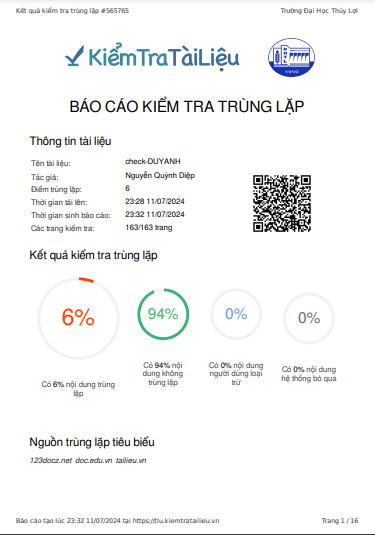 Kết quả kiểm tra trùng lặp #565765
Trường Đại Học Thủy Lợi
KiểmTraTàiLiệu
1959
BÁO CÁO KIỂM TRA TRÙNG LẶP
Thông tin tài liệu
Tên tài liệu: check-DUYANH
Tác giả: Nguyễn Quỳnh Diệp
Điểm trùng lặp: 6
Thời gian tải lên: 23:28 11/07/2024
Thời gian sinh báo cáo: 23:32 11/07/2024
Các trang kiểm tra: 163/163 trang
Kết quả kiểm tra trùng lặp
6%
94%
0%
0%
Có 6% nội dung trùng
lặp
Có 94% nội
dung không
trùng lặp
Có 0% nội dung
người dùng loại
trừ
Có 0% nội dung
hệ thống bỏ qua
Nguồn trùng lặp tiêu biểu
123docz.net doc.edu.vn tailieu.vn
Báo cáo tạo lúc 23:32 11/07/2024 tại https://tlu.kiemtratailieu.vn
Trang 1 / 16